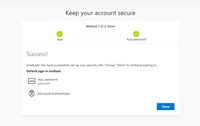 Keep your account secure
Method 2 of 2: Done
App
App password
Success!
Great job! You have successfully set up your security info. Choose "Done" to continue signing in.
Default sign-in method:
App password
Microsoft Authenticator
Done